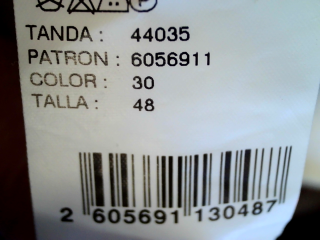 TANDA : 44035
PATRON : 6056911
COLOR : 30
TALLA : 48
2 605691 130487